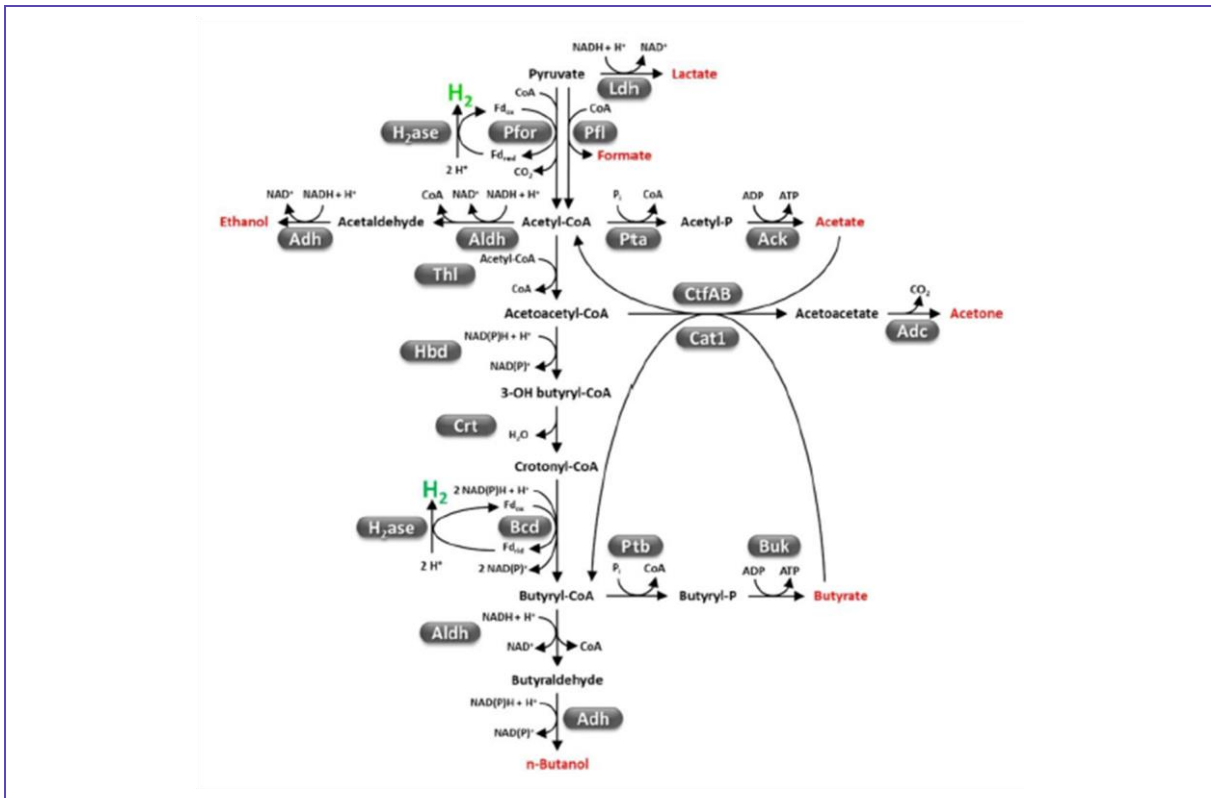 NADH + H⁺ NAD⁺
Pyruvate Lactate
Ldh
H₂ CoA CoA
Fdₒₓ
H₂ase Pfor Pfl
Fdᵣₑd Formate
2 H⁺ CO₂
NAD⁺ NADH + H⁺ CoA NAD⁺ NADH + H⁺ Pᵢ CoA ADP ATP
Ethanol Acetaldehyde Acetyl-CoA Acetyl-P Acetate
Adh Aldh Pta Ack
Acetyl-CoA
Thl
CoA CtfAB CO₂
Acetoacetyl-CoA Acetoacetate Acetone
NAD(P)H + H⁺ Cat1 Adc
Hbd
NAD(P)⁺
3-OH butyryl-CoA
Crt
H₂O
Crotonyl-CoA
H₂ 2 NAD(P)H + H⁺
Fdₒₓ
H₂ase Bcd
Fdᵣᵢd Ptb Buk
2 H⁺ 2 NAD(P)⁺ Pᵢ CoA ADP ATP
Butyryl-CoA Butyryl-P Butyrate
NADH + H⁺
Aldh
NAD⁺ CoA
Butyraldehyde
NAD(P)H + H⁺
Adh
NAD(P)⁺
n-Butanol